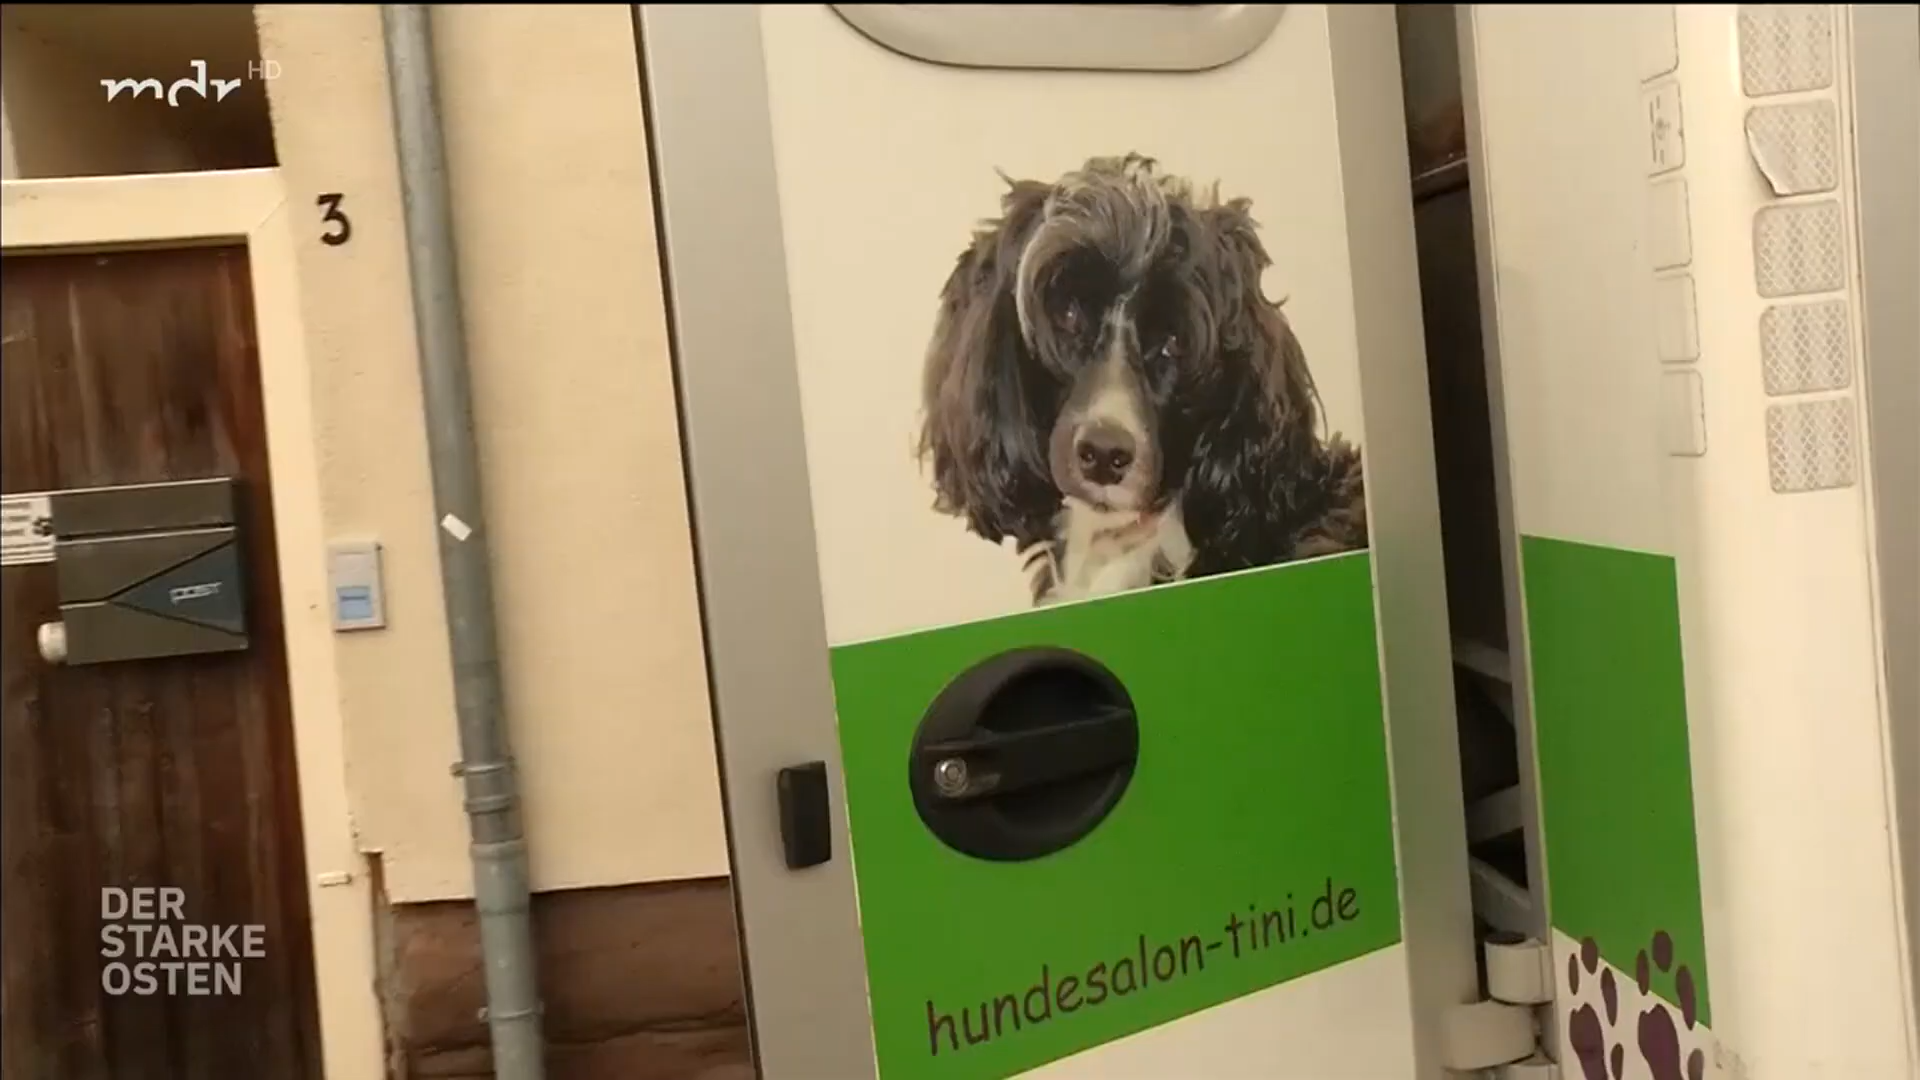 mdr HD
3
POST
hundesalon-tini.de
DER
STARKE
OSTEN